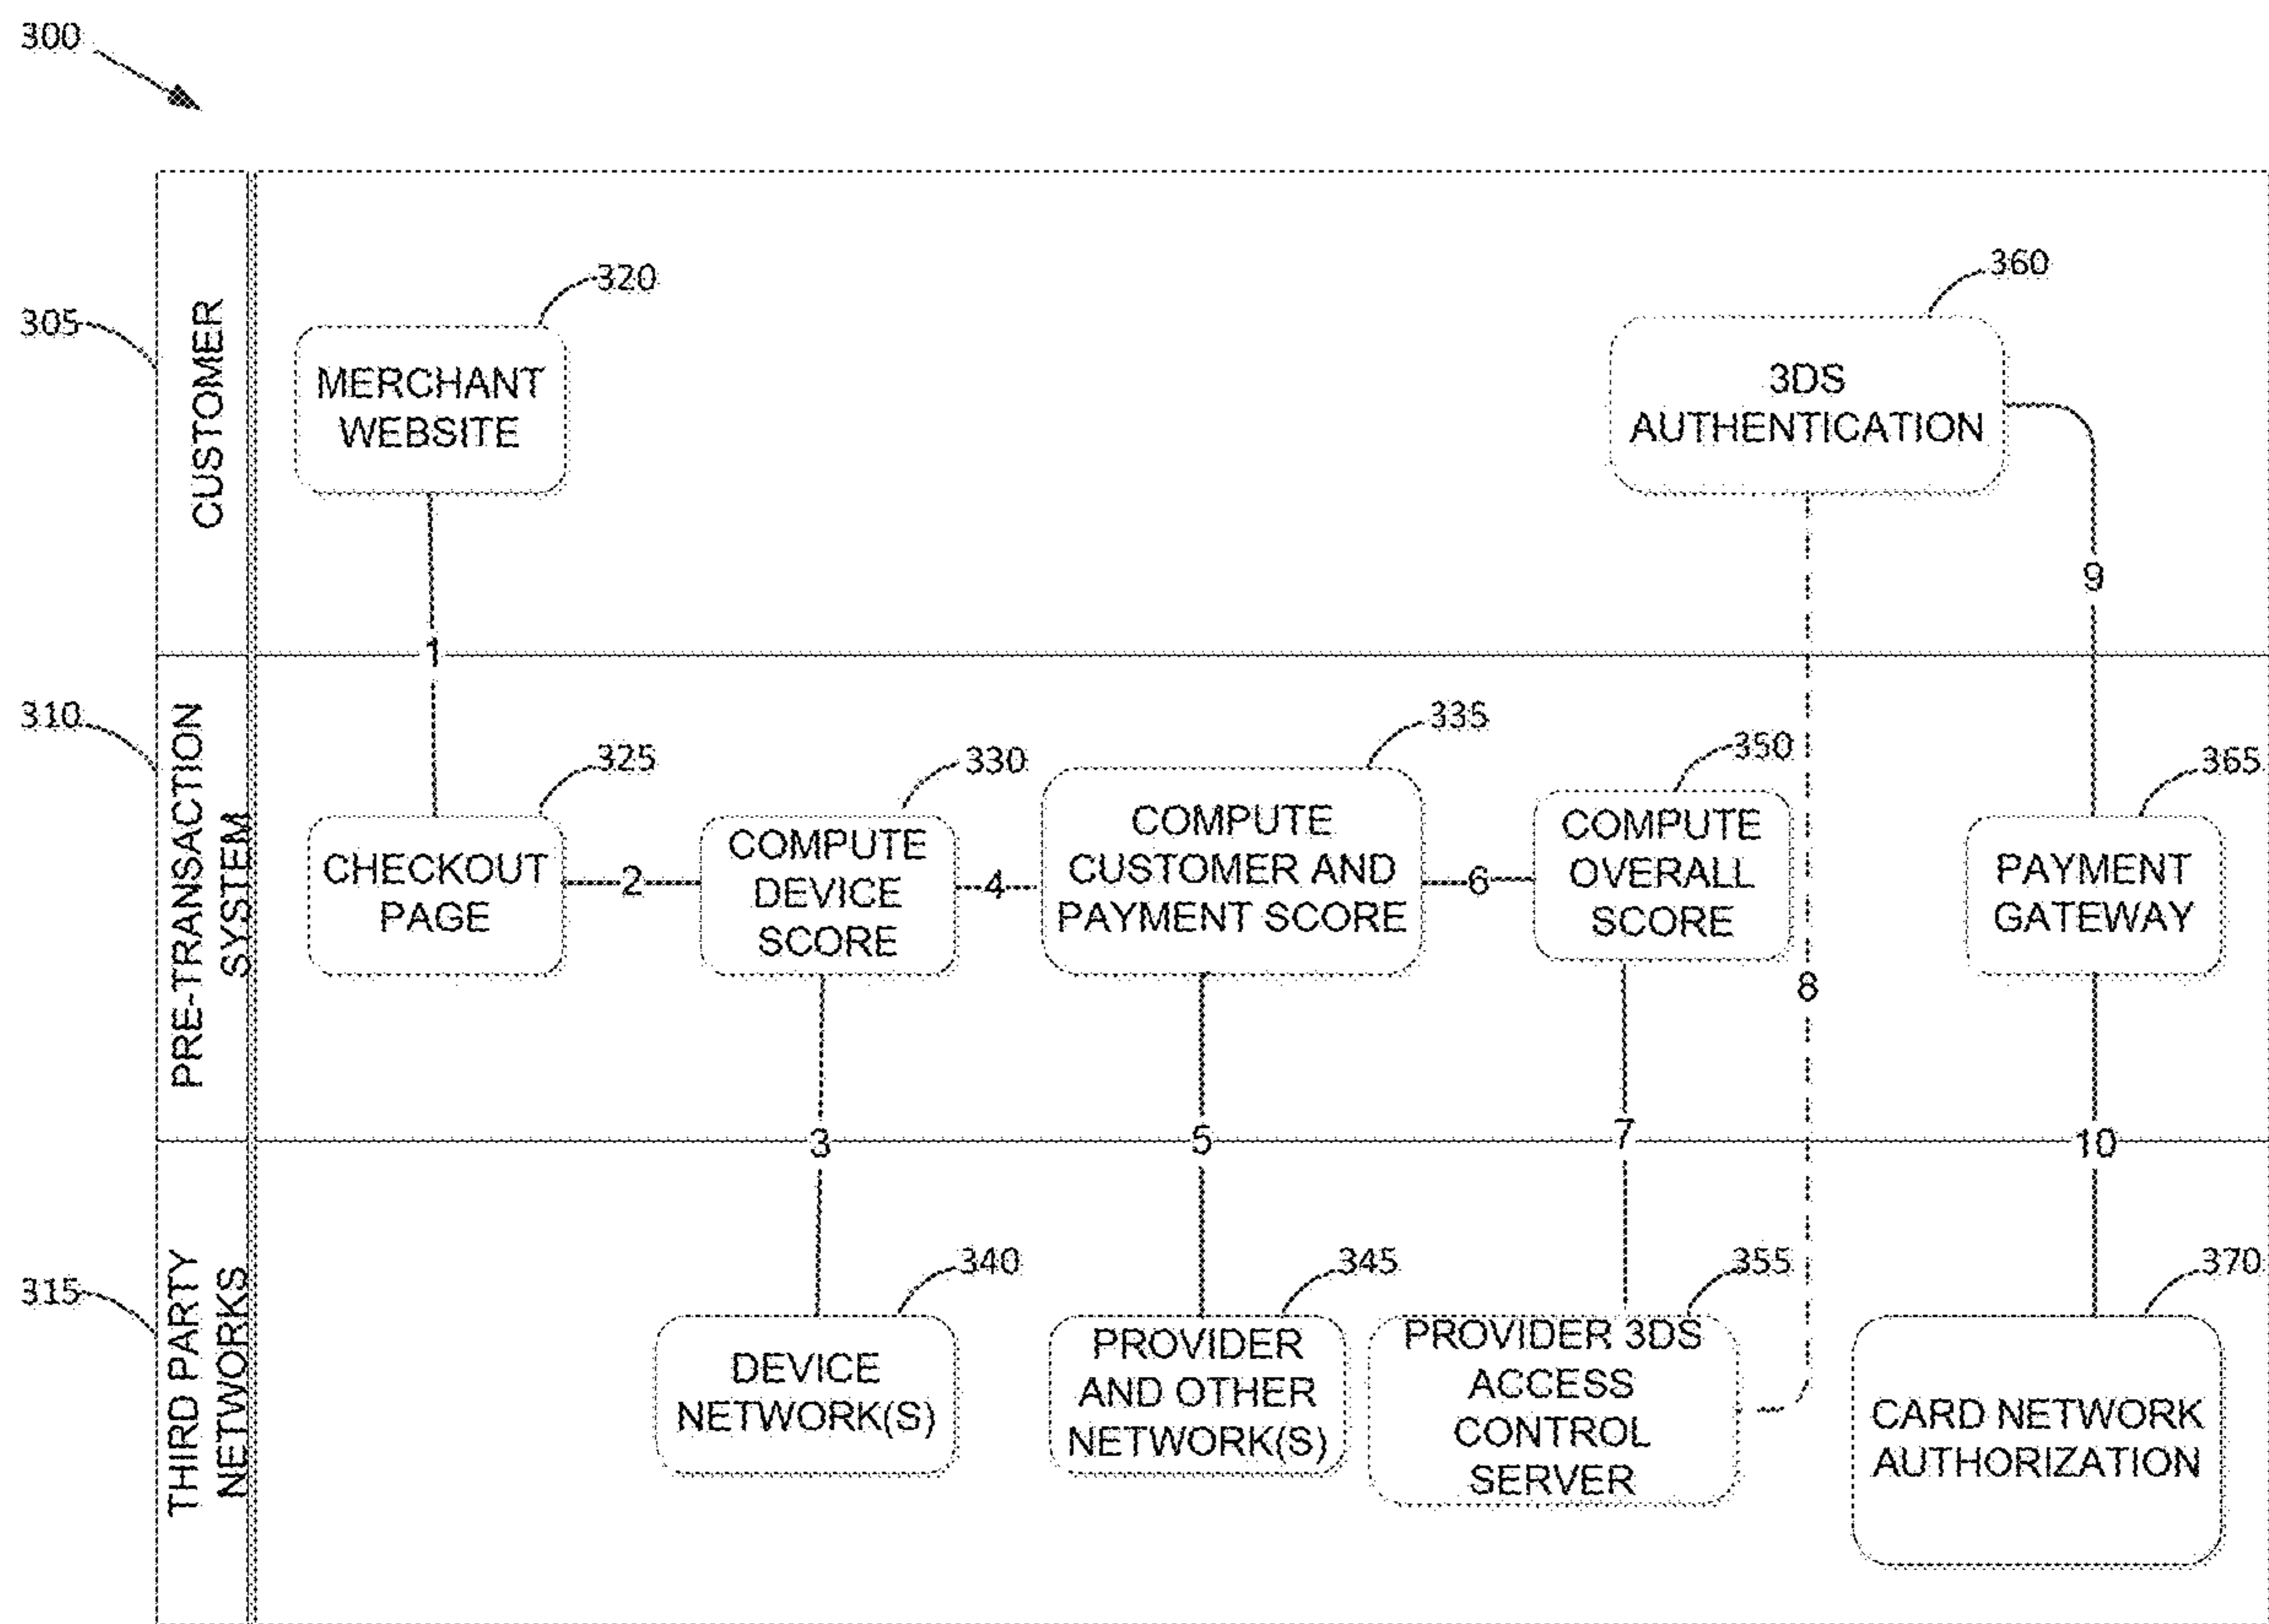 300
305
CUSTOMER
320
MERCHANT
WEBSITE
360
3DS
AUTHENTICATION
9
1
310
PRE-TRANSACTION
SYSTEM
325
CHECKOUT
PAGE
2
330
COMPUTE
DEVICE
SCORE
4
335
COMPUTE
CUSTOMER AND
PAYMENT SCORE
6
350
COMPUTE
OVERALL
SCORE
8
365
PAYMENT
GATEWAY
3
5
7
10
315
THIRD PARTY
NETWORKS
340
DEVICE
NETWORK(S)
345
PROVIDER
AND OTHER
NETWORK(S)
355
PROVIDER 3DS
ACCESS
CONTROL
SERVER
370
CARD NETWORK
AUTHORIZATION